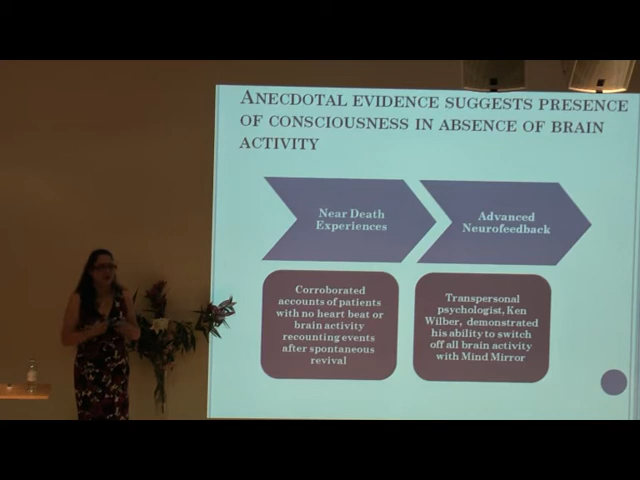 ANECDOTAL EVIDENCE SUGGESTS PRESENCE
OF CONSCIOUSNESS IN ABSENCE OF BRAIN
ACTIVITY
Near Death
Experiences
Advanced
Neurofeedback
Corroborated
accounts of patients
with no heart beat or
brain activity
recounting events
after spontaneous
revival
Transpersonal
psychologist, Ken
Wilber, demonstrated
his ability to switch
off all brain activity
with Mind Mirror